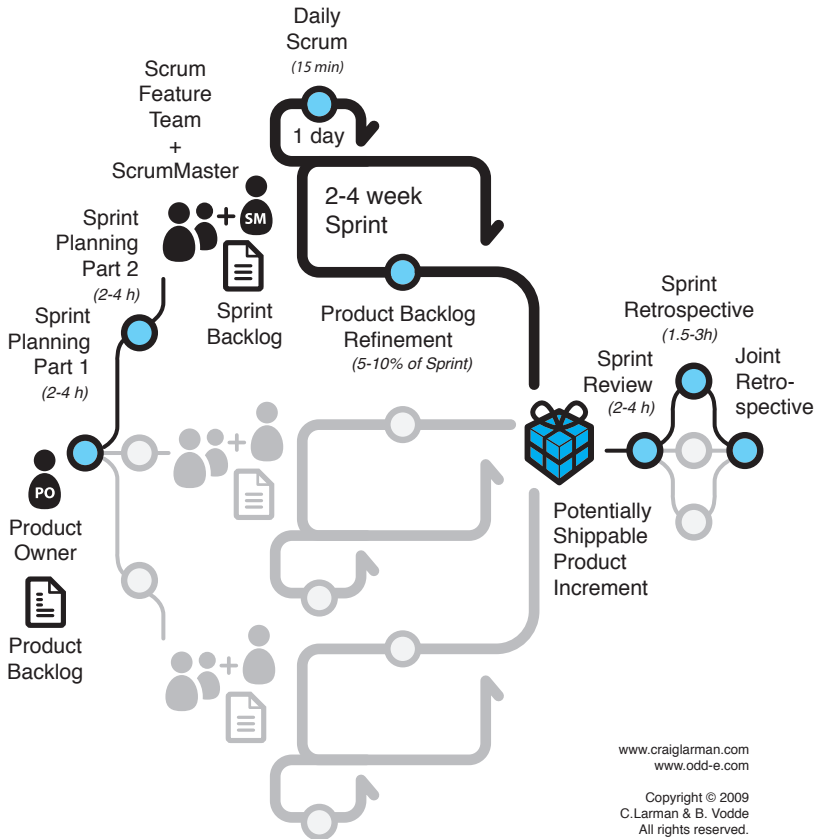 Daily
Scrum
(15 min)
1 day
Scrum
Feature
Team
+
ScrumMaster
+
SM
2-4 week
Sprint
Sprint
Planning
Part 2
(2-4 h)
Sprint
Backlog
Sprint
Planning
Part 1
(2-4 h)
Product Backlog
Refinement
(5-10% of Sprint)
Sprint
Retrospective
(1.5-3h)
Sprint
Review
(2-4 h)
Joint
Retro-
spective
PO
Product
Owner
Product
Backlog
+
+
Potentially
Shippable
Product
Increment
www.craiglarman.com
www.odd-e.com
Copyright © 2009
C.Larman & B. Vodde
All rights reserved.